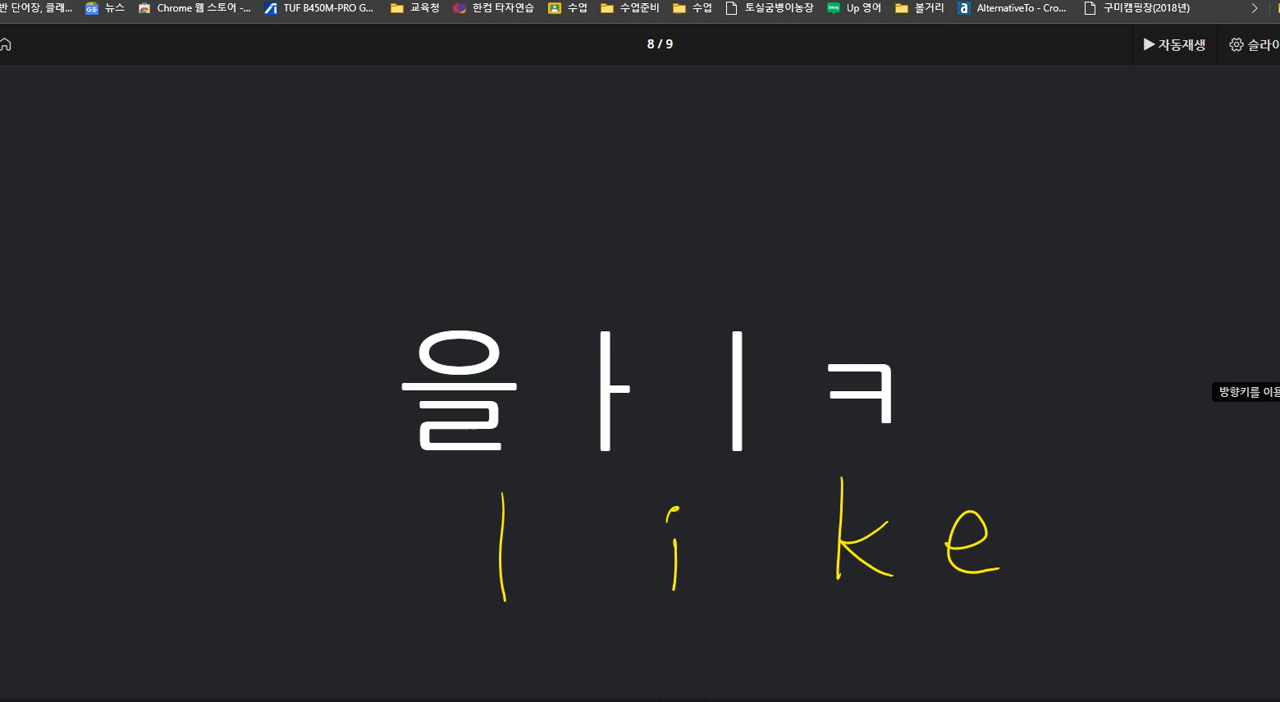 반 단어장, 클래... 뉴스 Chrome 웹 스토어 -... TUF B450M-PRO G... 교육청 한컴 타자연습 수업 수업준비 수업 토실굼벵이농장 Up 영어 볼거리 AlternativeTo - Cro... 구미캠핑장(2018년)
8 / 9 ▶ 자동재생 슬라이
을 ㅏ ㅣ ㅋ
방향키를 이용
l i k e